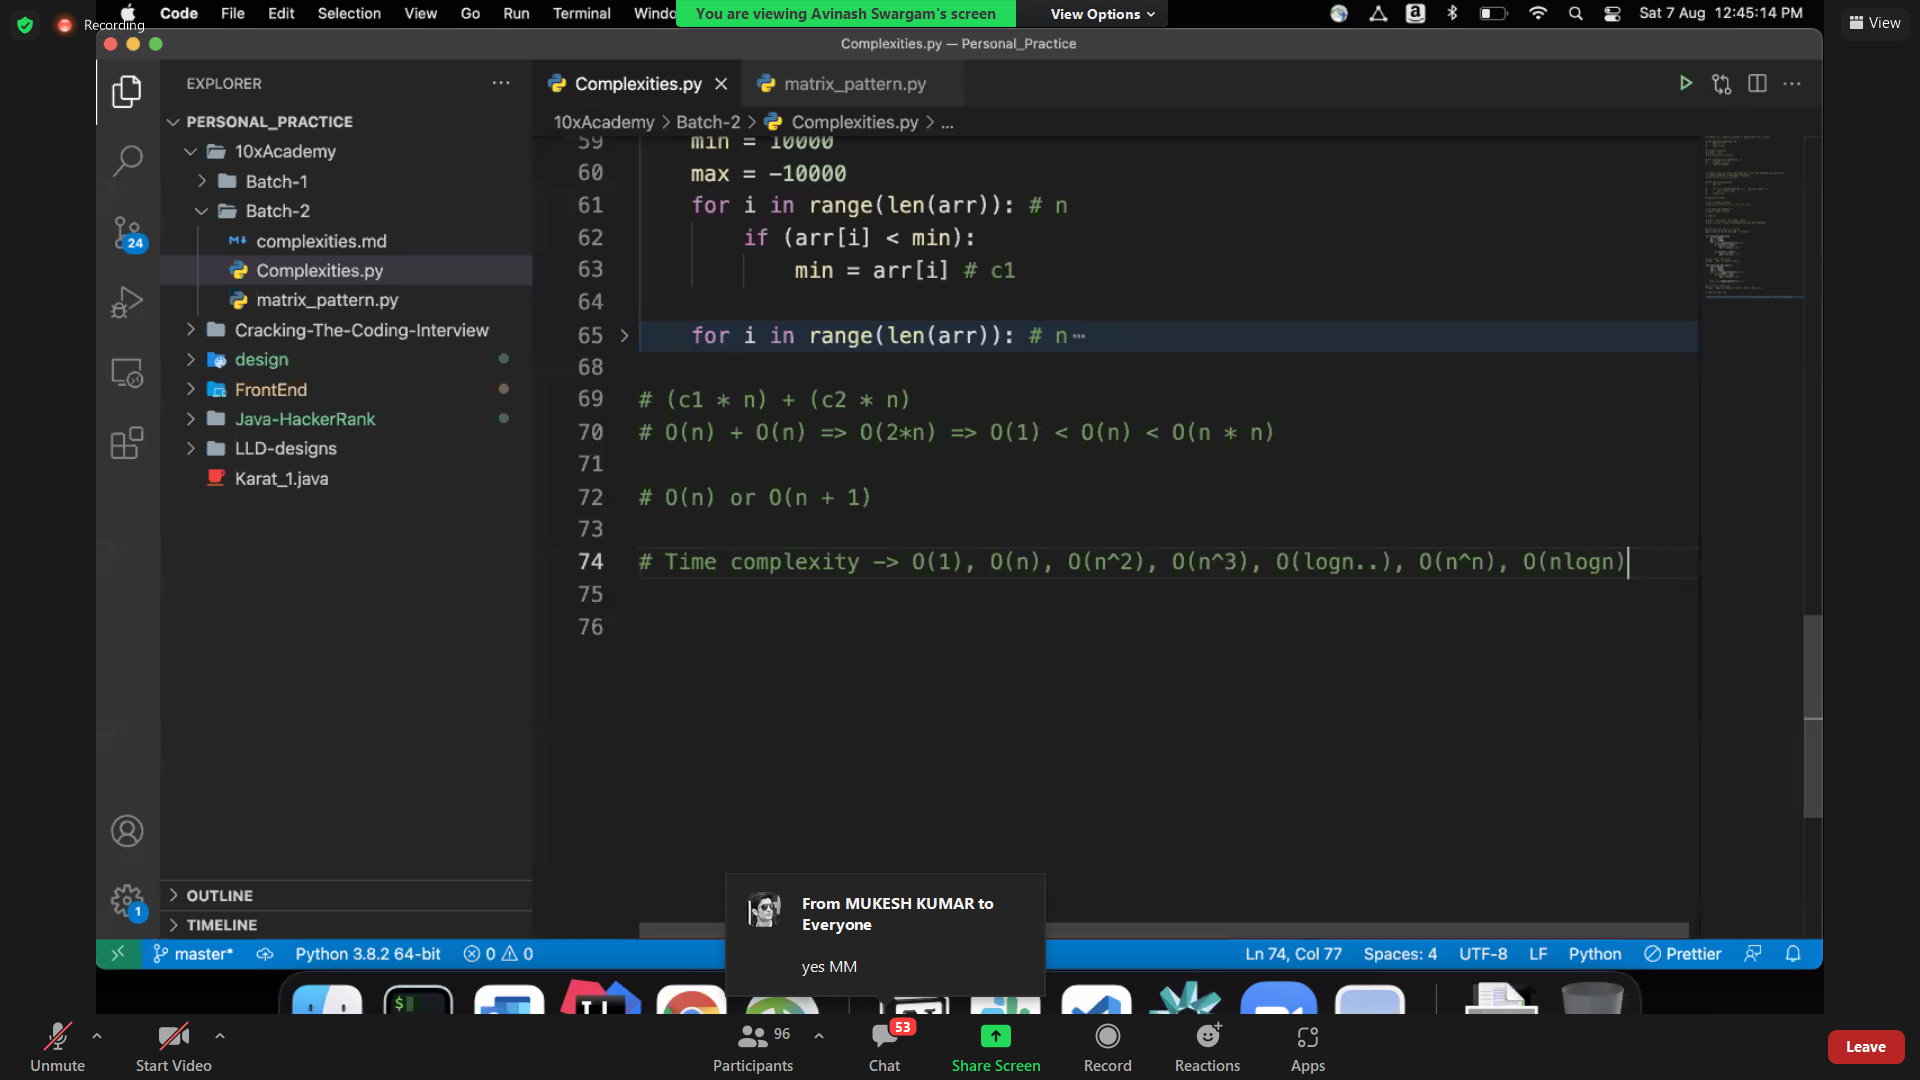 Recording
Code File Edit Selection View Go Run Terminal Windo
You are viewing Avinash Swargam's screen
View Options
Sat 7 Aug 12:45:14 PM
View
Complexities.py — Personal_Practice
EXPLORER
PERSONAL_PRACTICE
10xAcademy
Batch-1
Batch-2
complexities.md
Complexities.py
matrix_pattern.py
Cracking-The-Coding-Interview
design
FrontEnd
Java-HackerRank
LLD-designs
Karat_1.java
24
1
OUTLINE
TIMELINE
Complexities.py matrix_pattern.py
10xAcademy > Batch-2 > Complexities.py > ...
59 min = 10000
60 max = -10000
61 for i in range(len(arr)): # n
62 if (arr[i] < min):
63 min = arr[i] # c1
64
65 for i in range(len(arr)): # n
68
69 # (c1 * n) + (c2 * n)
70 # O(n) + O(n) => O(2*n) => O(1) < O(n) < O(n * n)
71
72 # O(n) or O(n + 1)
73
74 # Time complexity -> O(1), O(n), O(n^2), O(n^3), O(logn..), O(n^n), O(nlogn)
75
76
From MUKESH KUMAR to
Everyone
yes MM
master* Python 3.8.2 64-bit 0 0
Ln 74, Col 77 Spaces: 4 UTF-8 LF Python Prettier
Unmute
Start Video
96
Participants
53
Chat
Share Screen
Record
Reactions
Apps
Leave